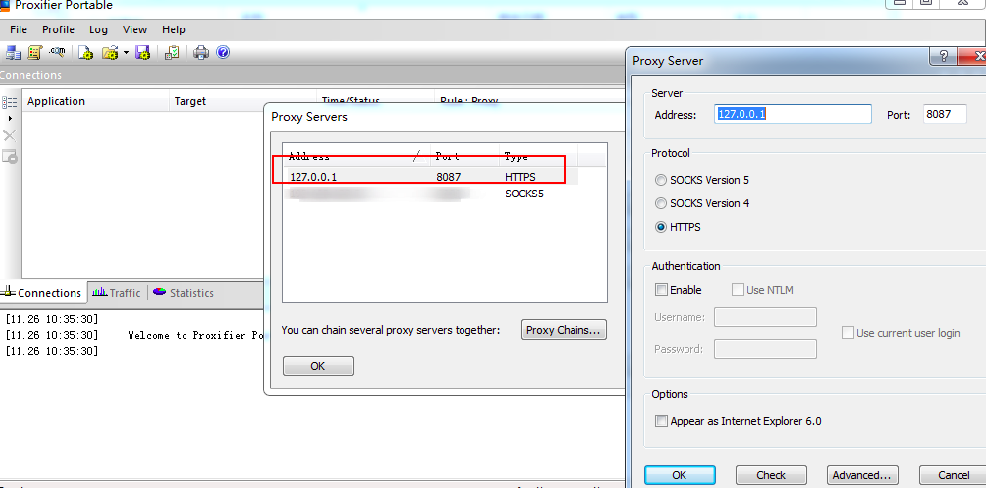 Proxifier Portable
File Profile Log View Help
Connections
Application Target Time/Status Rule: Proxy
Proxy Servers
Address / Port Type
127.0.0.1 8087 HTTPS
SOCKS5
You can chain several proxy servers together: Proxy Chains...
OK
Connections Traffic Statistics
[11.26 10:35:30]
[11.26 10:35:30] Welcome to Proxifier Po
[11.26 10:35:30]
Proxy Server
Server
Address: 127.0.0.1 Port: 8087
Protocol
SOCKS Version 5
SOCKS Version 4
HTTPS
Authentication
Enable Use NTLM
Username:
Use current user login
Password:
Options
Appear as Internet Explorer 6.0
OK Check Advanced... Cancel